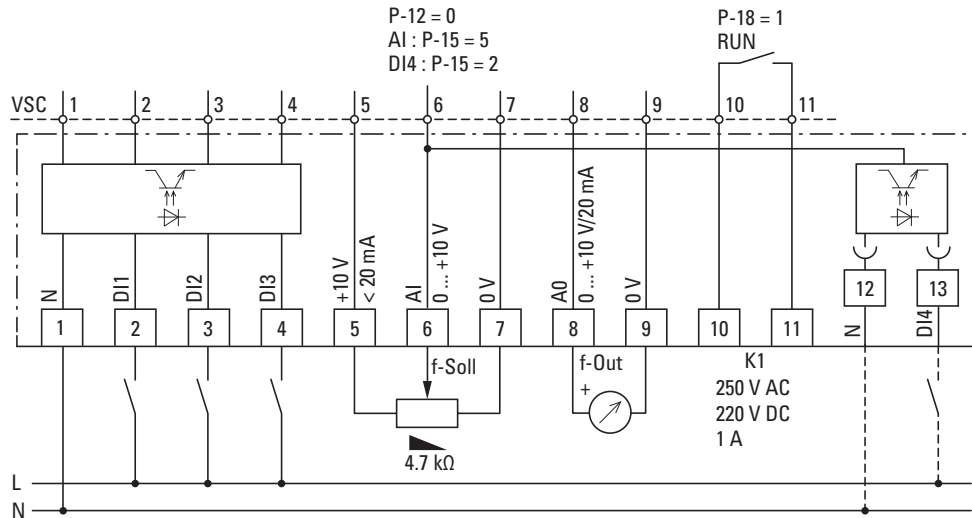 P-12 = 0
AI : P-15 = 5
DI4 : P-15 = 2
P-18 = 1
RUN
VSC 1 2 3 4 5 6 7 8 9 10 11
N
DI1
DI2
DI3
+10 V
< 20 mA
AI
0 ... +10 V
0 V
A0
0 ... +10 V/20 mA
0 V
12 13
N
DI4
1 2 3 4 5 6 7 8 9 10 11
f-Soll
f-Out
+
K1
250 V AC
220 V DC
1 A
4.7 kΩ
L
N